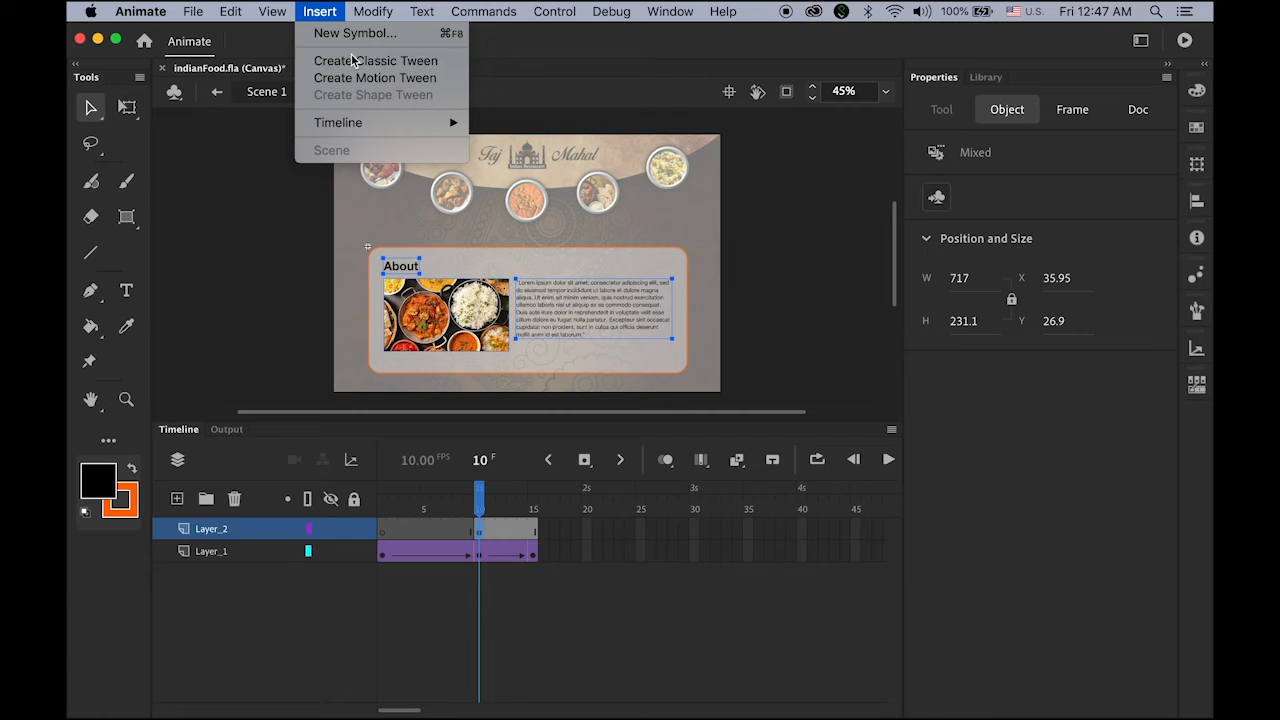 Animate File Edit View Insert Modify Text Commands Control Debug Window Help 100% U.S. Fri 12:47 AM
New Symbol... ⌘F8
Create Classic Tween
Create Motion Tween
Create Shape Tween
Timeline
Scene
Animate
indianFood.fla (Canvas)*
Tools
Scene 1
45%
Properties Library
Tool Object Frame Doc
Mixed
Position and Size
W 717 X 35.95
H 231.1 Y 26.9
Taj Mahal
Indian Restaurant
About
"Lorem ipsum dolor sit amet, consectetur adipiscing elit, sed
do eiusmod tempor incididunt ut labore et dolore magna
aliqua. Ut enim ad minim veniam, quis nostrud exercitation
ullamco laboris nisi ut aliquip ex ea commodo consequat.
Duis aute irure dolor in reprehenderit in voluptate velit esse
cillum dolore eu fugiat nulla pariatur. Excepteur sint occaecat
cupidatat non proident, sunt in culpa qui officia deserunt
mollit anim id est laborum."
Timeline Output
10.00 FPS 10 F
1s 2s 3s 4s
5 10 15 20 25 30 35 40 45
Layer_2
Layer_1